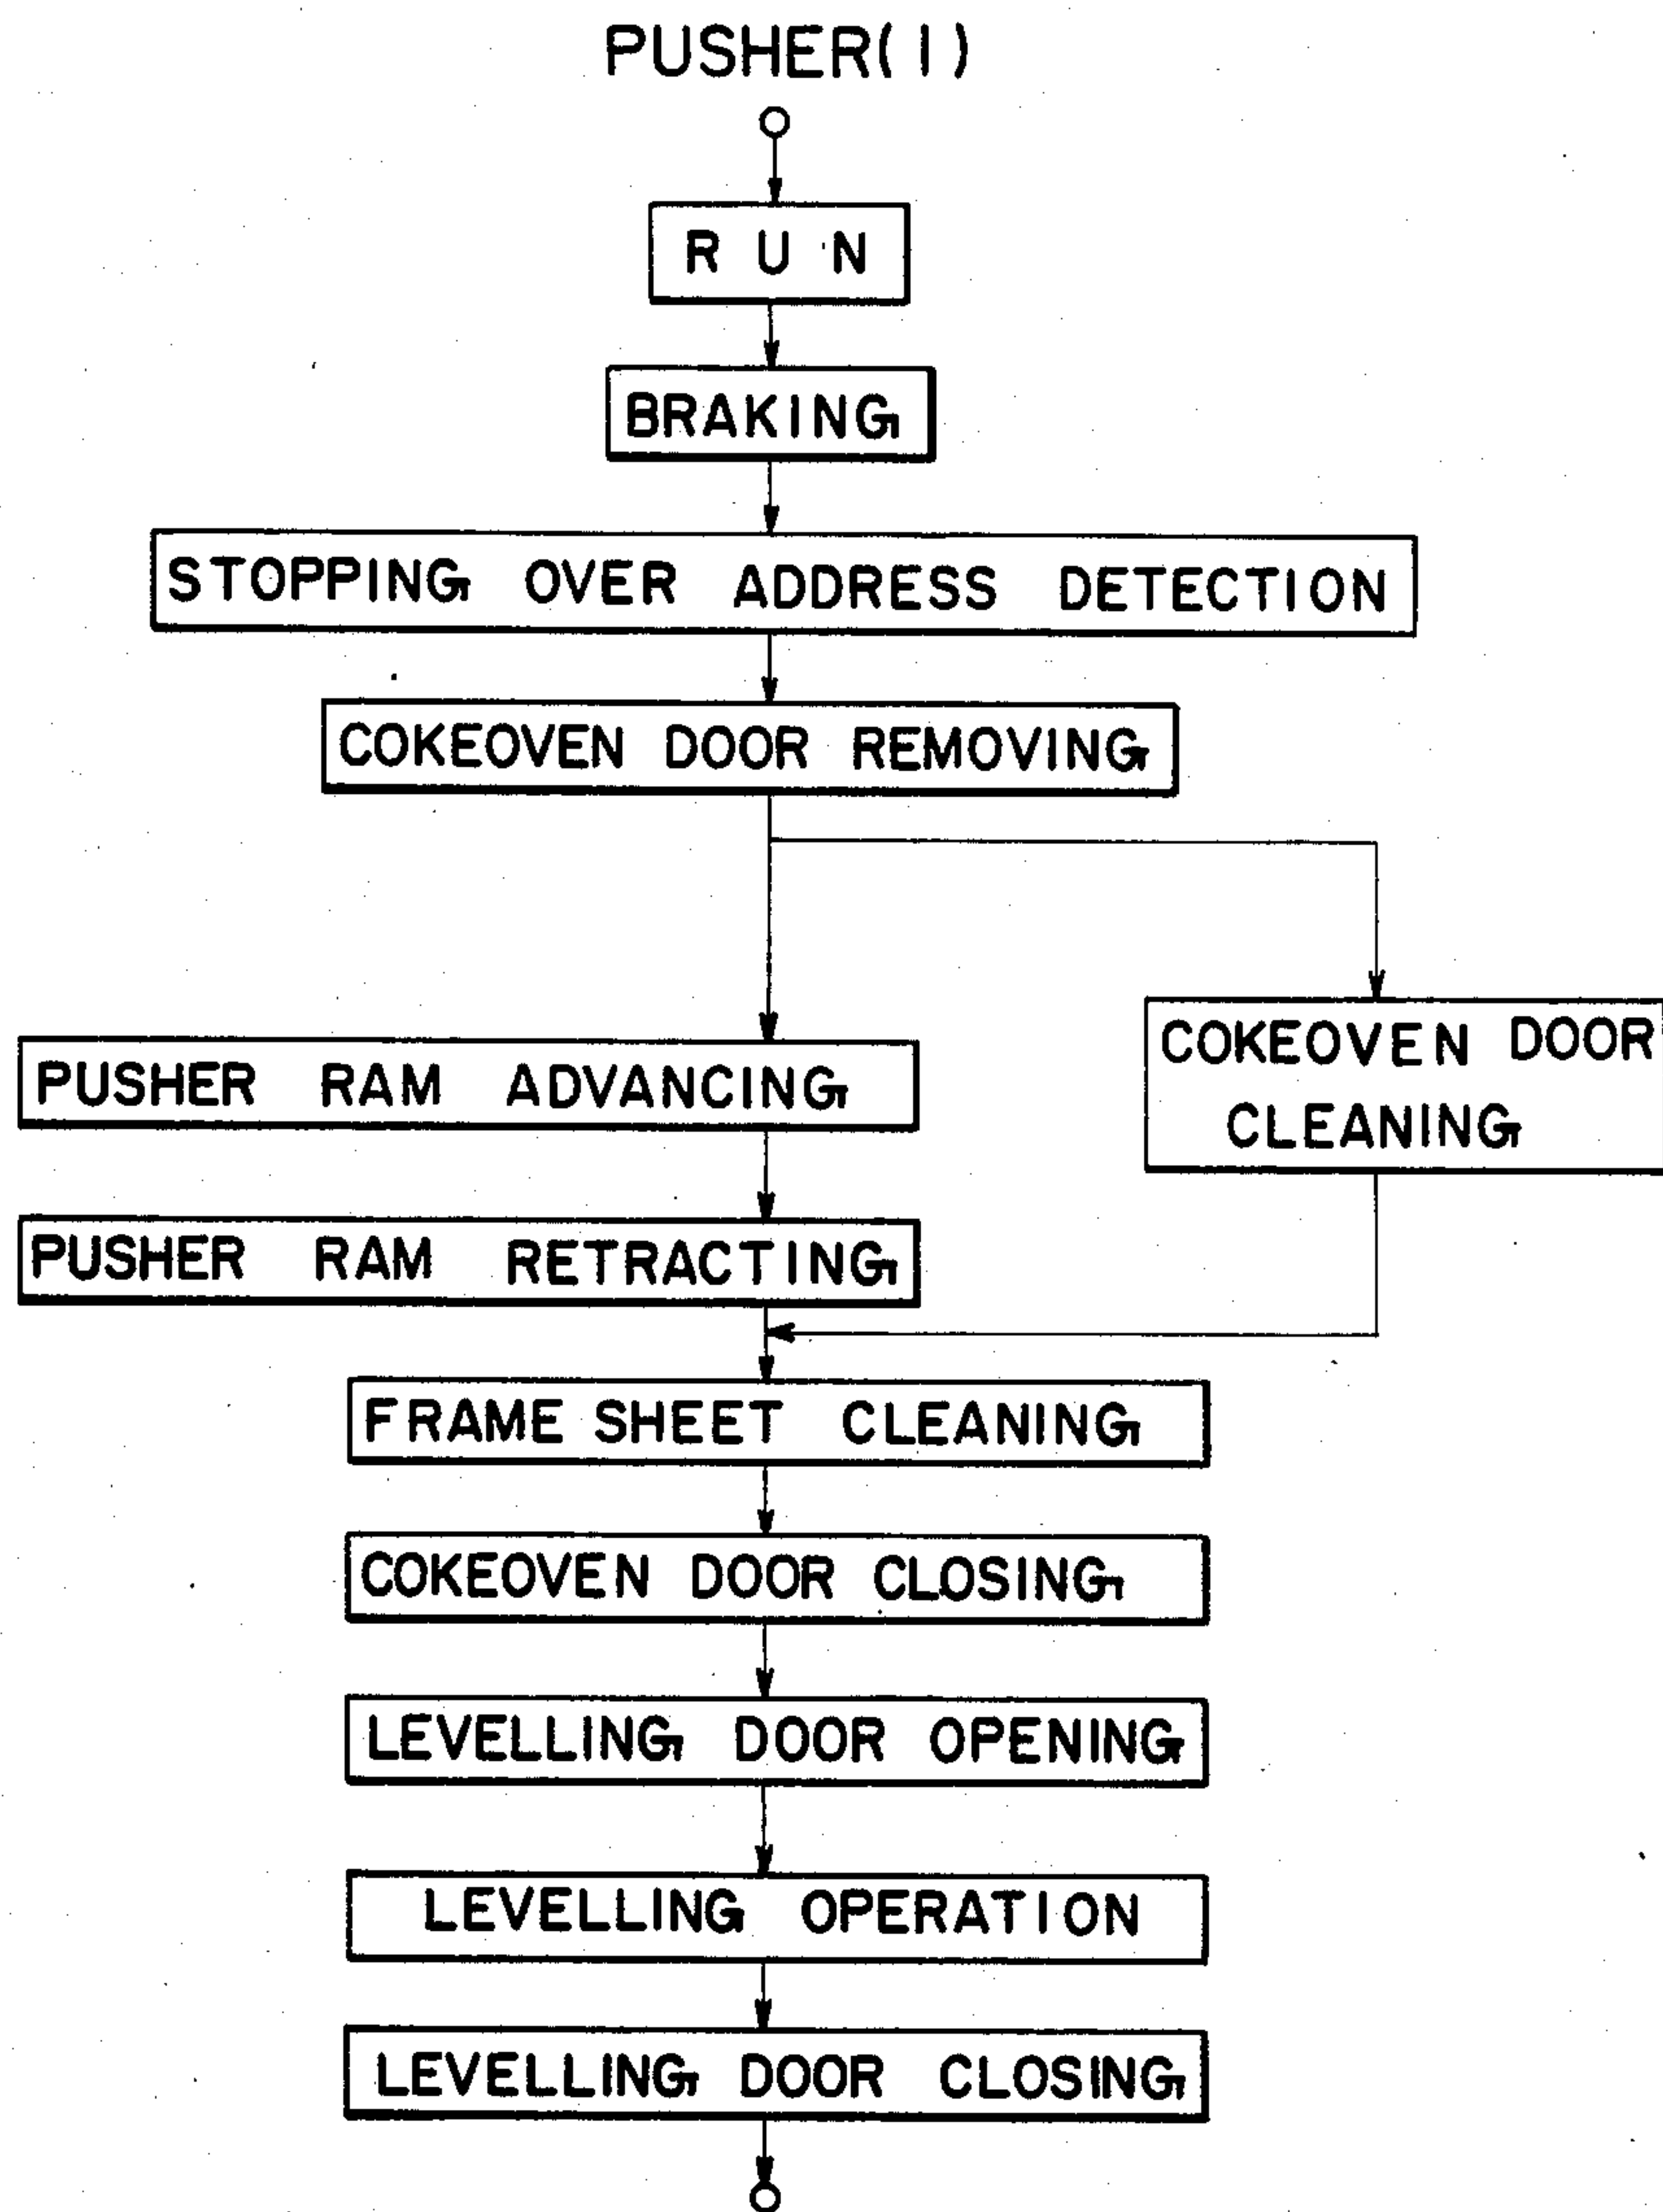 PUSHER(1)
RUN
BRAKING
STOPPING OVER ADDRESS DETECTION
COKEOVEN DOOR REMOVING
PUSHER RAM ADVANCING
COKEOVEN DOOR
CLEANING
PUSHER RAM RETRACTING
FRAME SHEET CLEANING
COKEOVEN DOOR CLOSING
LEVELLING DOOR OPENING
LEVELLING OPERATION
LEVELLING DOOR CLOSING